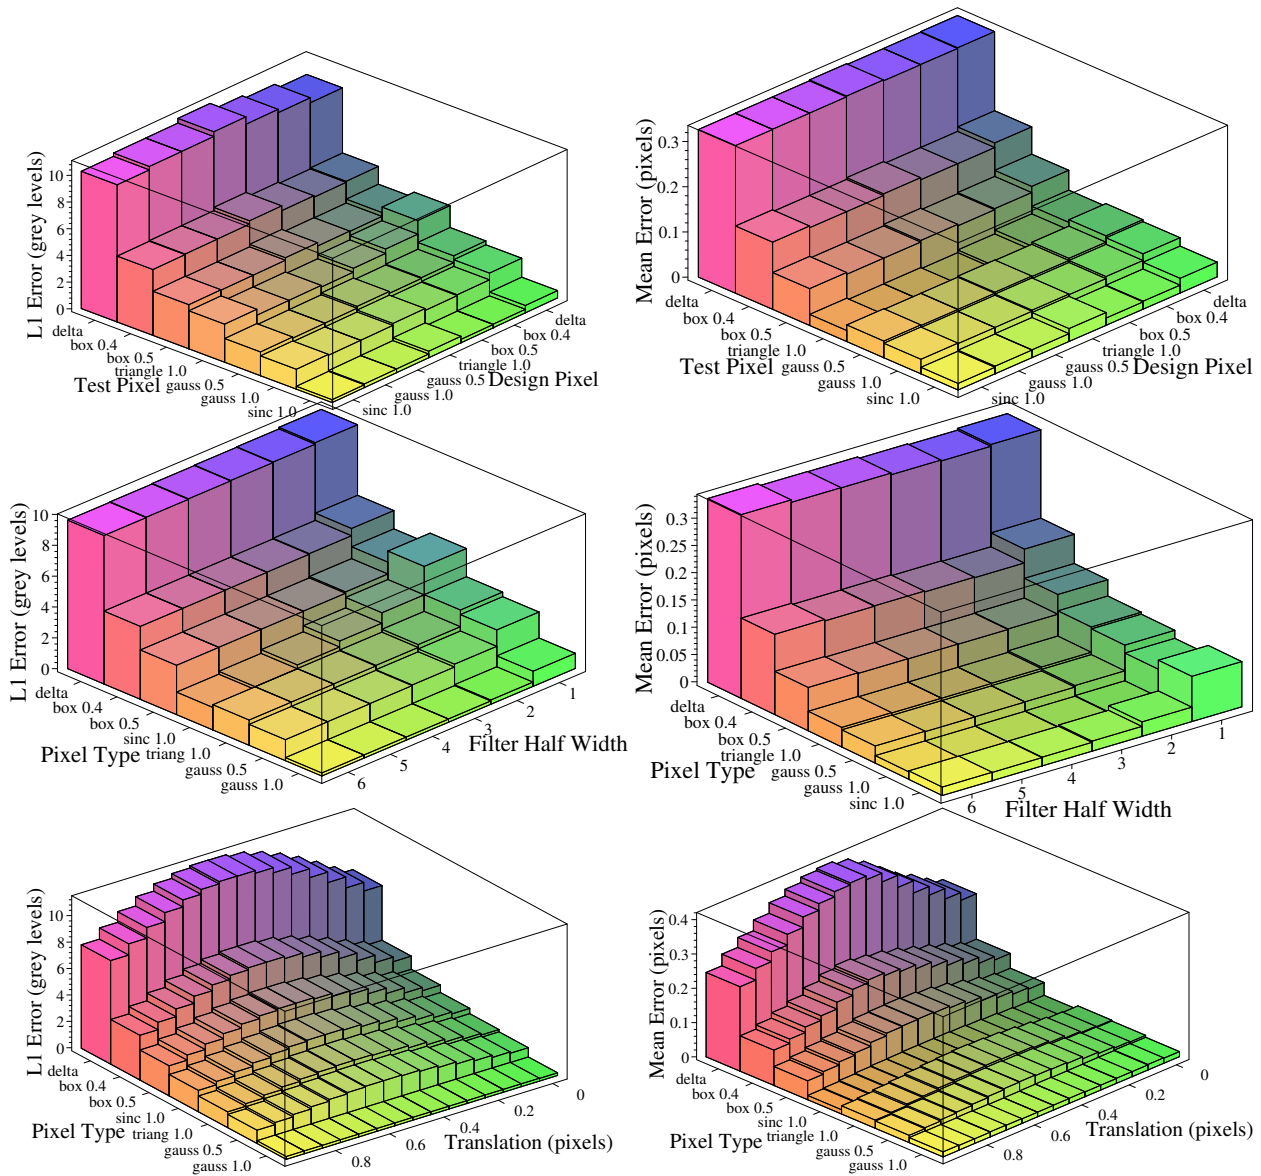 L1 Error (grey levels)
10
8
6
4
2
0
delta
box 0.4
box 0.5
triangle 1.0
gauss 0.5
gauss 1.0
sinc 1.0
Test Pixel
delta
box 0.4
box 0.5
triangle 1.0
gauss 0.5
gauss 1.0
sinc 1.0
Design Pixel
Mean Error (pixels)
0.3
0.2
0.1
0
delta
box 0.4
box 0.5
triangle 1.0
gauss 0.5
gauss 1.0
sinc 1.0
Test Pixel
delta
box 0.4
box 0.5
triangle 1.0
gauss 0.5
gauss 1.0
sinc 1.0
Design Pixel
L1 Error (grey levels)
10
8
6
4
2
0
delta
box 0.4
box 0.5
sinc 1.0
triang 1.0
gauss 0.5
gauss 1.0
Pixel Type
1
2
3
4
5
6
Filter Half Width
Mean Error (pixels)
0.3
0.25
0.2
0.15
0.1
0.05
0
delta
box 0.4
box 0.5
triangle 1.0
gauss 0.5
gauss 1.0
sinc 1.0
Pixel Type
1
2
3
4
5
6
Filter Half Width
L1 Error (grey levels)
10
8
6
4
2
0
delta
box 0.4
box 0.5
sinc 1.0
triang 1.0
gauss 0.5
gauss 1.0
Pixel Type
0
0.2
0.4
0.6
0.8
Translation (pixels)
Mean Error (pixels)
0.4
0.3
0.2
0.1
0
delta
box 0.4
box 0.5
sinc 1.0
triangle 1.0
gauss 0.5
gauss 1.0
Pixel Type
0
0.2
0.4
0.6
0.8
Translation (pixels)